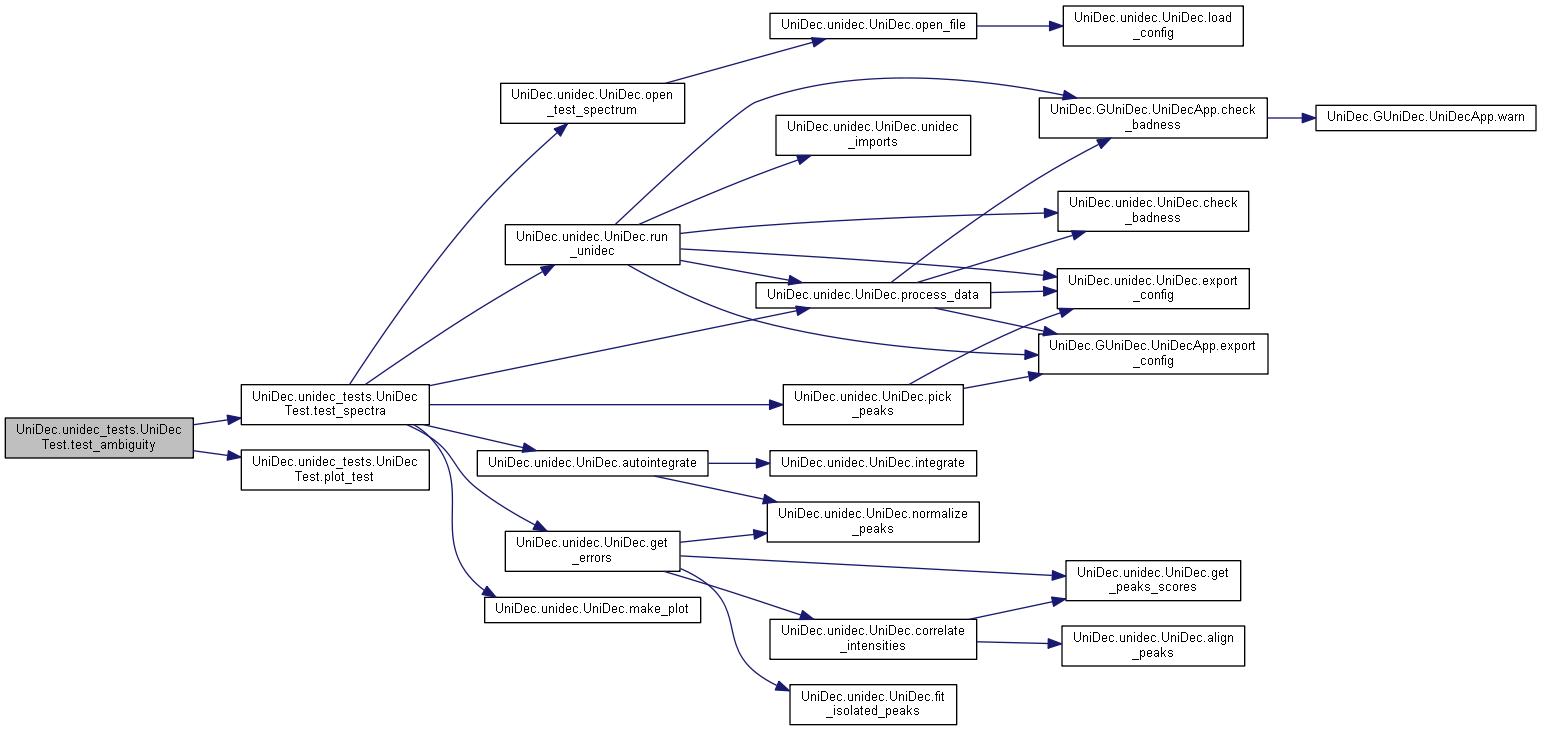 UniDec.unidec.UniDec.open_file
UniDec.unidec.UniDec.load
_config
UniDec.unidec.UniDec.open
_test_spectrum
UniDec.GUniDec.UniDecApp.check
_badness
UniDec.GUniDec.UniDecApp.warn
UniDec.unidec.UniDec.unidec
_imports
UniDec.unidec.UniDec.check
_badness
UniDec.unidec.UniDec.run
_unidec
UniDec.unidec.UniDec.process_data
UniDec.unidec.UniDec.export
_config
UniDec.GUniDec.UniDecApp.export
_config
UniDec.unidec_tests.UniDec
Test.test_spectra
UniDec.unidec.UniDec.pick
_peaks
UniDec.unidec_tests.UniDec
Test.test_ambiguity
UniDec.unidec_tests.UniDec
Test.plot_test
UniDec.unidec.UniDec.autointegrate
UniDec.unidec.UniDec.integrate
UniDec.unidec.UniDec.normalize
_peaks
UniDec.unidec.UniDec.get
_errors
UniDec.unidec.UniDec.get
_peaks_scores
UniDec.unidec.UniDec.make_plot
UniDec.unidec.UniDec.correlate
_intensities
UniDec.unidec.UniDec.align
_peaks
UniDec.unidec.UniDec.fit
_isolated_peaks